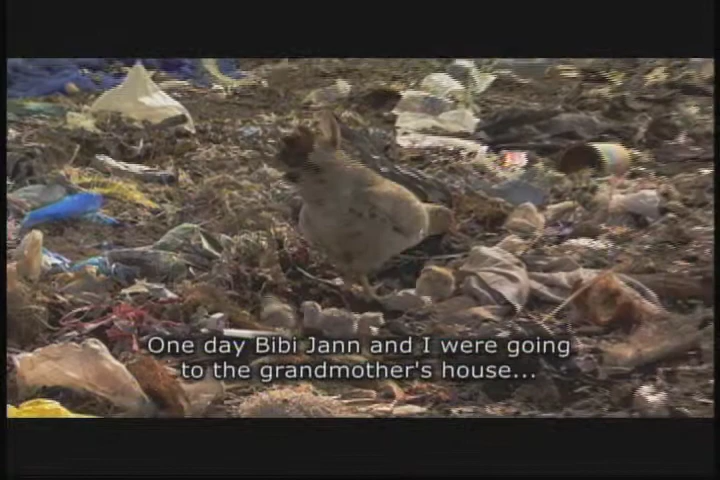 One day Bibi Jann and I were going
to the grandmother's house...